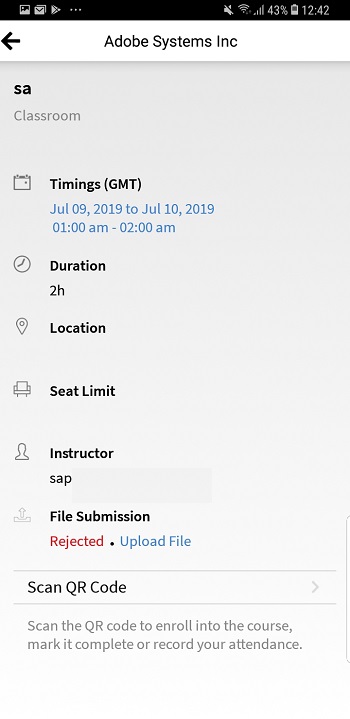 43% 12:42
Adobe Systems Inc
sa
Classroom
Timings (GMT)
Jul 09, 2019 to Jul 10, 2019
01:00 am - 02:00 am
Duration
2h
Location
Seat Limit
Instructor
sap
File Submission
Rejected • Upload File
Scan QR Code
Scan the QR code to enroll into the course,
mark it complete or record your attendance.